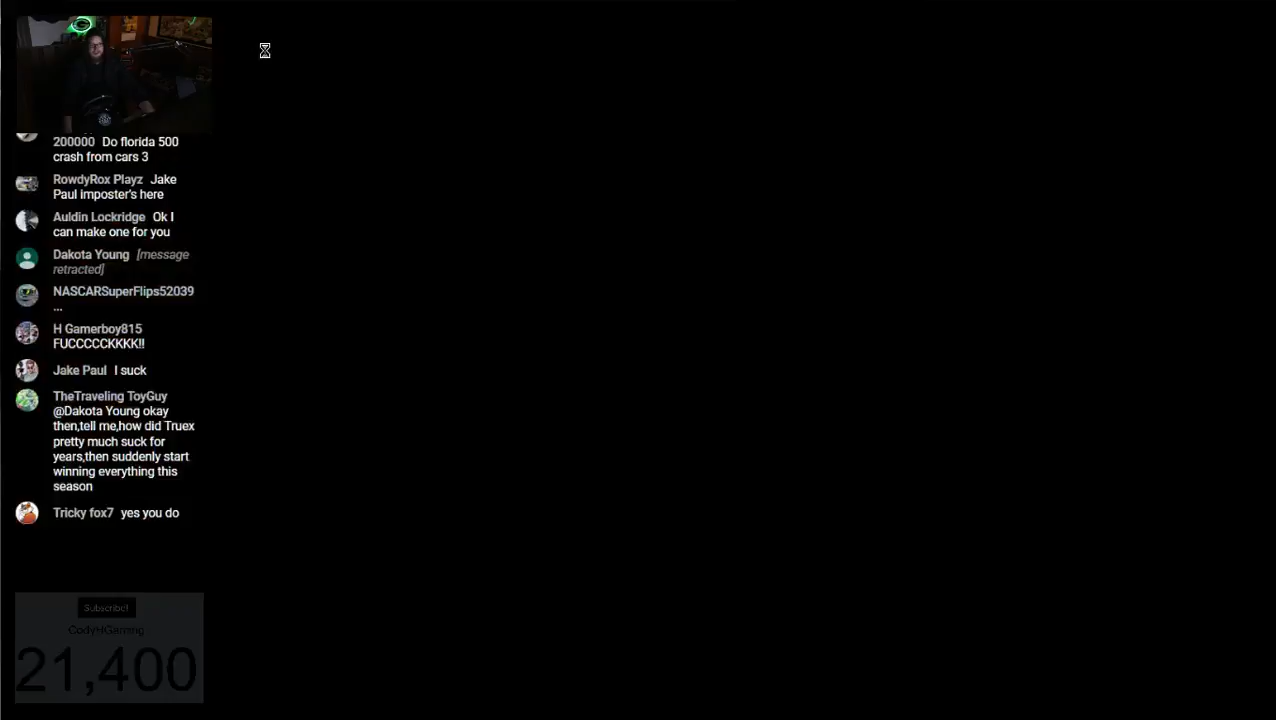 200000 Do florida 500
crash from cars 3
RowdyRox Playz Jake
Paul imposter's here
Auldin Lockridge Ok I
can make one for you
Dakota Young [message
retracted]
NASCARSuperFlips52039
...
H Gamerboy815
FUCCCCCKKKK!!
Jake Paul I suck
TheTraveling ToyGuy
@Dakota Young okay
then,tell me,how did Truex
pretty much suck for
years,then suddenly start
winning everything this
season
Tricky fox7 yes you do
Subscribe!
CodyHGaming
21,400